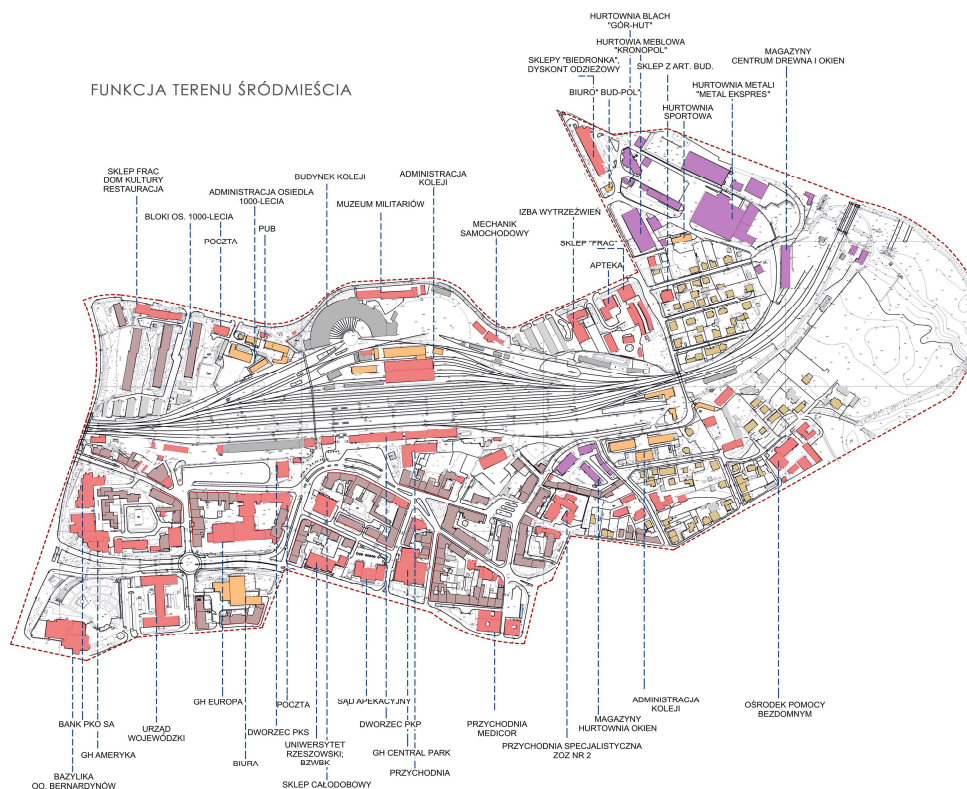 HURTOWNIA BLACH
"GÓR-HUT"
HURTOWIA MEBLOWA
"KRONOPOL"
SKLEPY "BIEDRONKA",
DYSKONT ODZIEŻOWY
SKLEP Z ART. BUD.
MAGAZYNY
CENTRUM DREWNA I OKIEN
BIURO" BUD-POL"
HURTOWNIA METALI
"METAL EKSPRES"
HURTOWNIA
SPORTOWA
FUNKCJA TERENU ŚRÓDMIEŚCIA
SKLEP FRAC
DOM KULTURY
RESTAURACJA
BUDYNEK KOLEJI
ADMINISTRACJA
KOLEJI
ADMINISTRACJA OSIEDLA
1000-LECIA
MUZEUM MILITARIÓW
BLOKI OS. 1000-LECIA
IZBA WYTRZEŹWIEŃ
PUB
MECHANIK
SAMOCHODOWY
POCZTA
SKLEP "FRAC"
APTEKA
BANK PKO SA
GH AMERYKA
BAZYLIKA
OO. BERNARDYNÓW
URZĄD
WOJEWÓDZKI
GH EUROPA
BIURA
DWORZEC PKS
POCZTA
UNIWERSYTET
RZESZOWSKI;
BZWBK
SĄD APELACYJNY
SKLEP CAŁODOBOWY
DWORZEC PKP
GH CENTRAL PARK
PRZYCHODNIA
PRZYCHODNIA
MEDICOR
PRZYCHODNIA SPECJALISTYCZNA
ZOZ NR 2
MAGAZYNY
HURTOWNIA OKIEN
ADMINISTRACJA
KOLEJI
OŚRODEK POMOCY
BEZDOMNYM